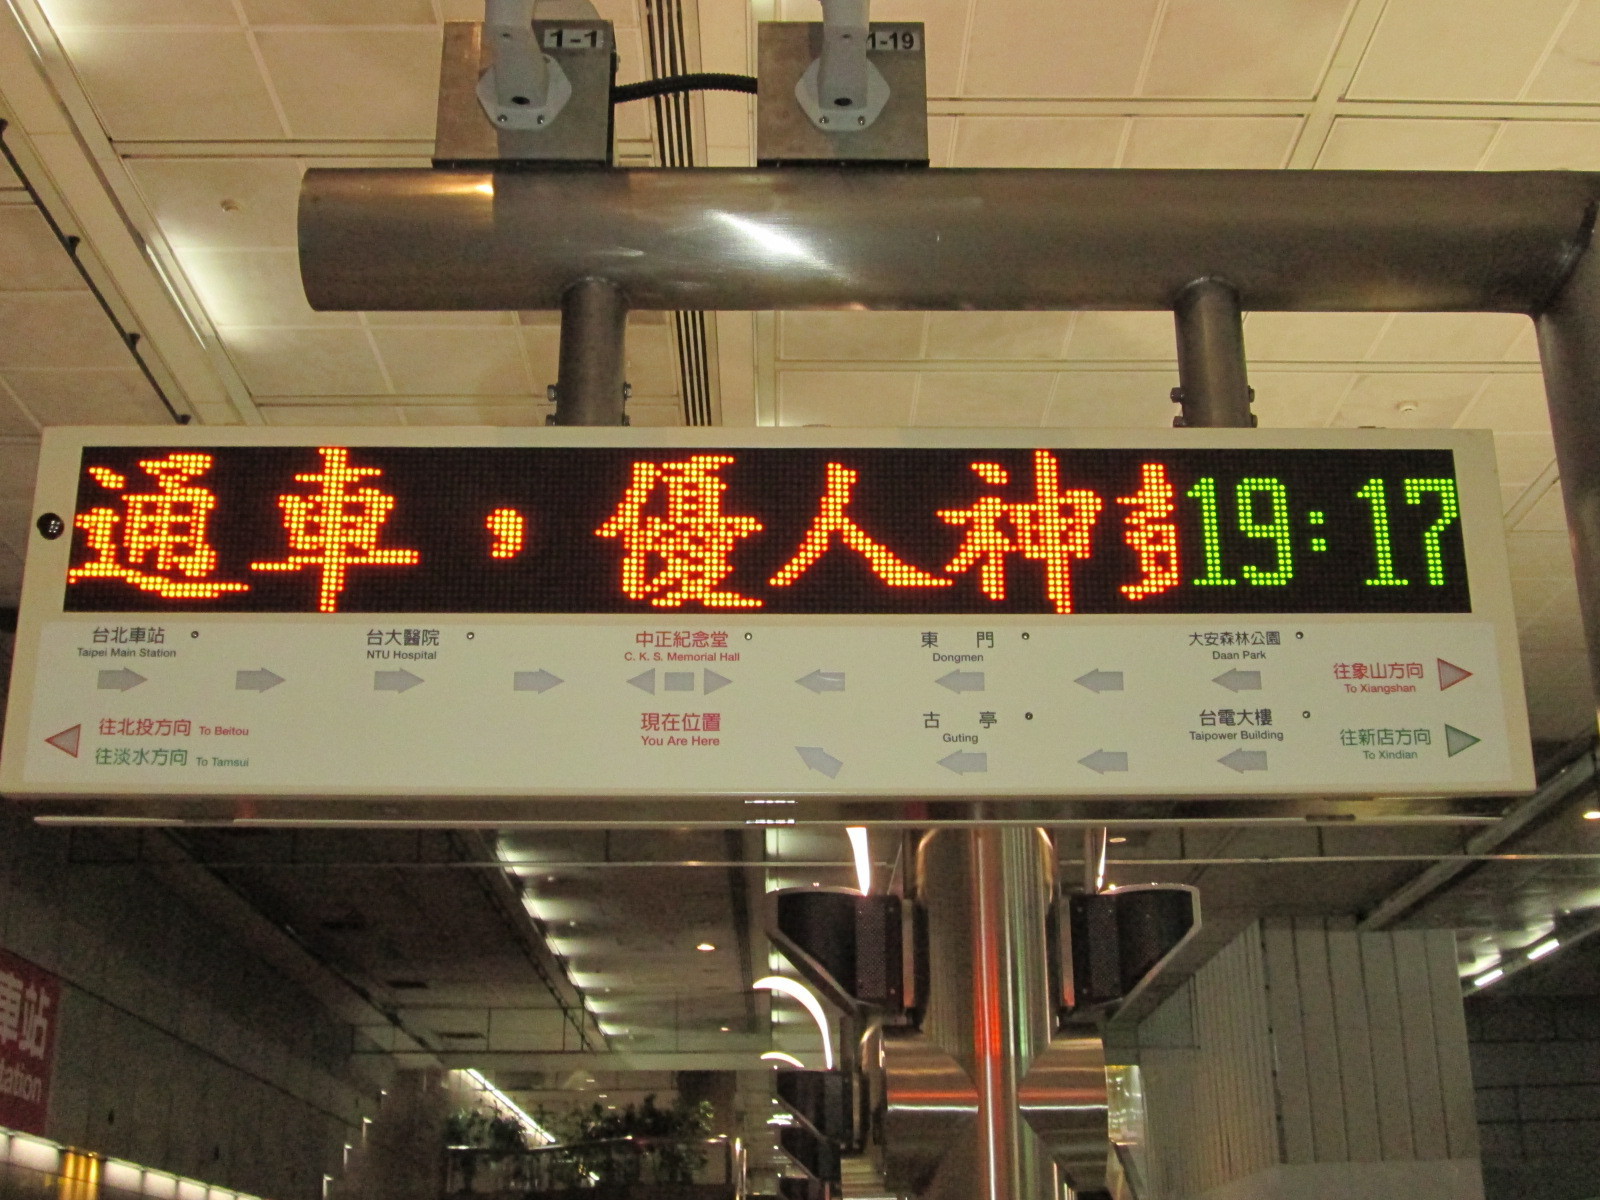 1-1
1-19
通車，優人神 19:17
台北車站
Taipei Main Station
台大醫院
NTU Hospital
中正紀念堂
C. K. S. Memorial Hall
東門
Dongmen
大安森林公園
Daan Park
往象山方向
To Xiangshan
往北投方向 To Beitou
往淡水方向 To Tamsui
現在位置
You Are Here
古亭
Guting
台電大樓
Taipower Building
往新店方向
To Xindian
車站